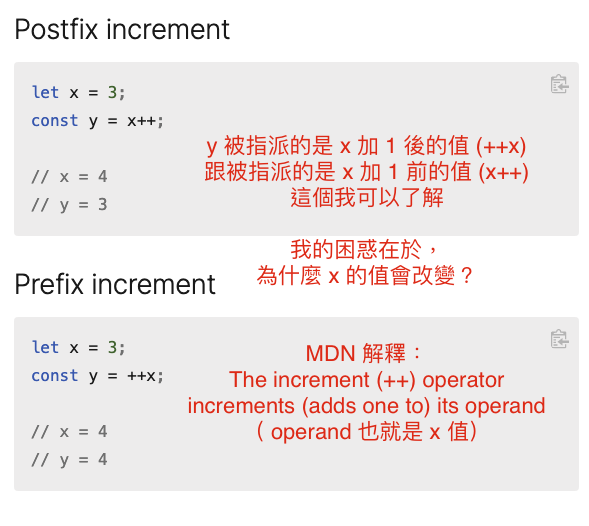 Postfix increment
let x = 3;
const y = x++;
y 被指派的是 x 加 1 後的值 (++x)
跟被指派的是 x 加 1 前的值 (x++)
這個我可以了解
// x = 4
// y = 3
我的困惑在於，
為什麼 x 的值會改變？
Prefix increment
let x = 3;
const y = ++x;
MDN 解釋：
The increment (++) operator
increments (adds one to) its operand
（ operand 也就是 x 值）
// x = 4
// y = 4